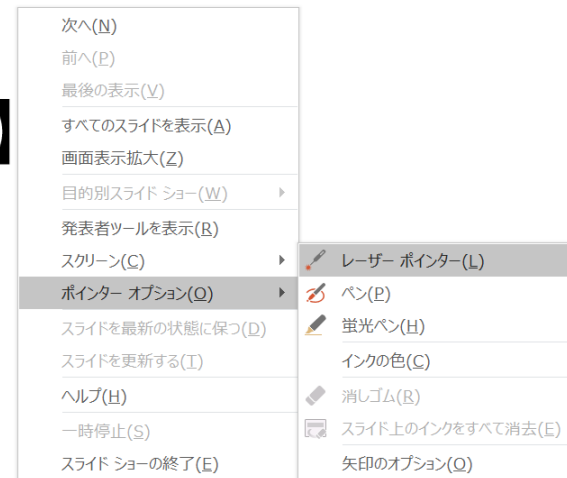 次へ(N)
前へ(P)
最後の表示(V)
すべてのスライドを表示(A)
画面表示拡大(Z)
目的別スライド ショー(W)
発表者ツールを表示(R)
スクリーン(C)
ポインター オプション(O)
スライドを最新の状態に保つ(D)
スライドを更新する(T)
ヘルプ(H)
一時停止(S)
スライド ショーの終了(E)
レーザー ポインター(L)
ペン(P)
蛍光ペン(H)
インクの色(C)
消しゴム(R)
スライド上のインクをすべて消去(E)
矢印のオプション(O)